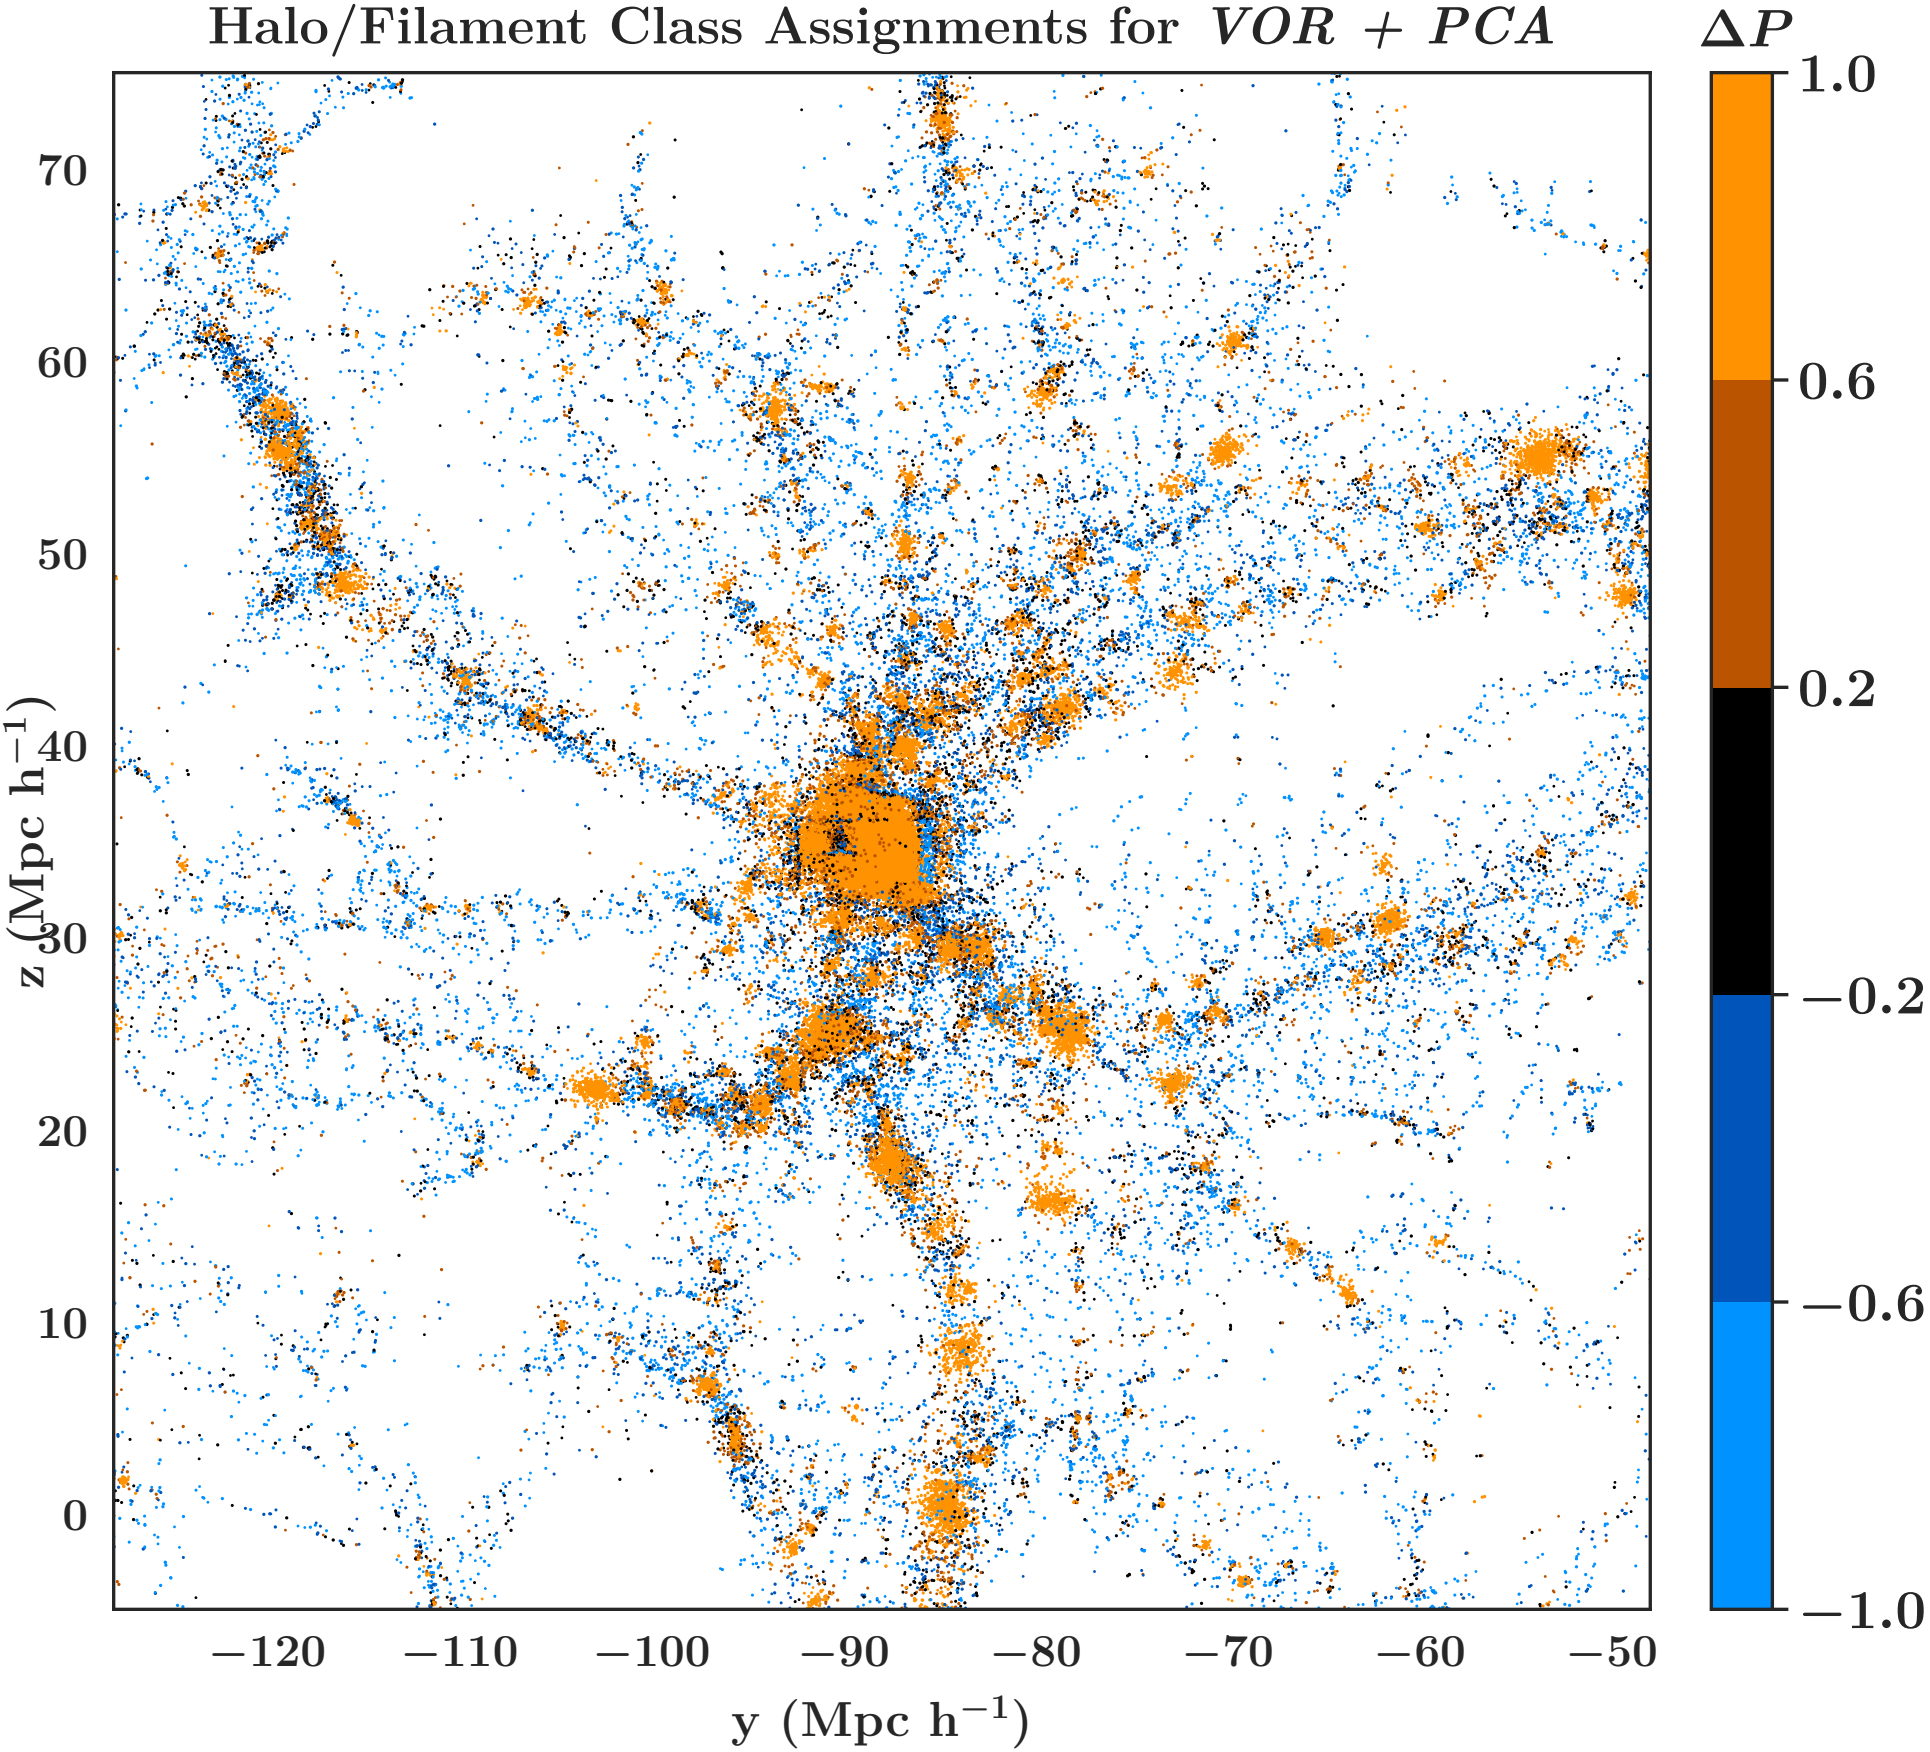 Halo/Filament Class Assignments for VOR + PCA
ΔP
1.0
0.6
0.2
−0.2
−0.6
−1.0
70
60
50
40
30
20
10
0
z (Mpc h⁻¹)
−120 −110 −100 −90 −80 −70 −60 −50
y (Mpc h⁻¹)